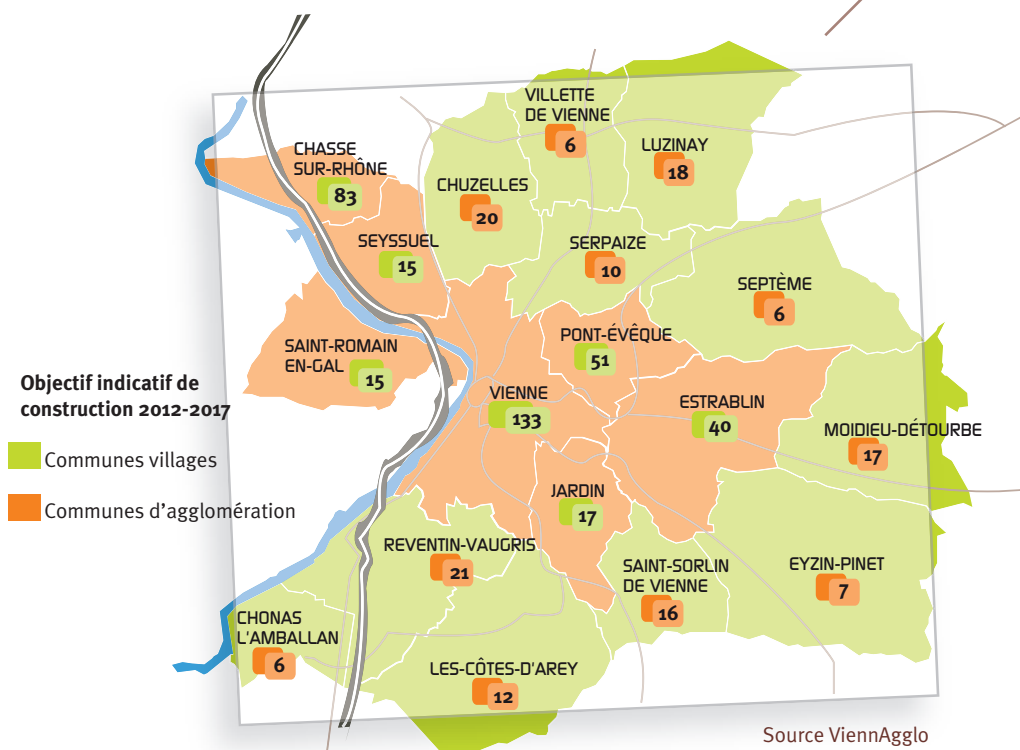 VILLETTE
DE VIENNE
6
LUZINAY
18
CHASSE
SUR-RHÔNE
83
CHUZELLES
20
SEYSSUEL
15
SERPAIZE
10
SEPTÈME
6
SAINT-ROMAIN
EN-GAL
15
PONT-ÉVÊQUE
51
VIENNE
133
ESTRABLIN
40
MOIDIEU-DÉTOURBE
17
Objectif indicatif de
construction 2012-2017
Communes villages
Communes d'agglomération
JARDIN
17
REVENTIN-VAUGRIS
21
SAINT-SORLIN
DE VIENNE
16
EYZIN-PINET
7
CHONAS
L'AMBALLAN
6
LES-CÔTES-D'AREY
12
Source ViennAgglo